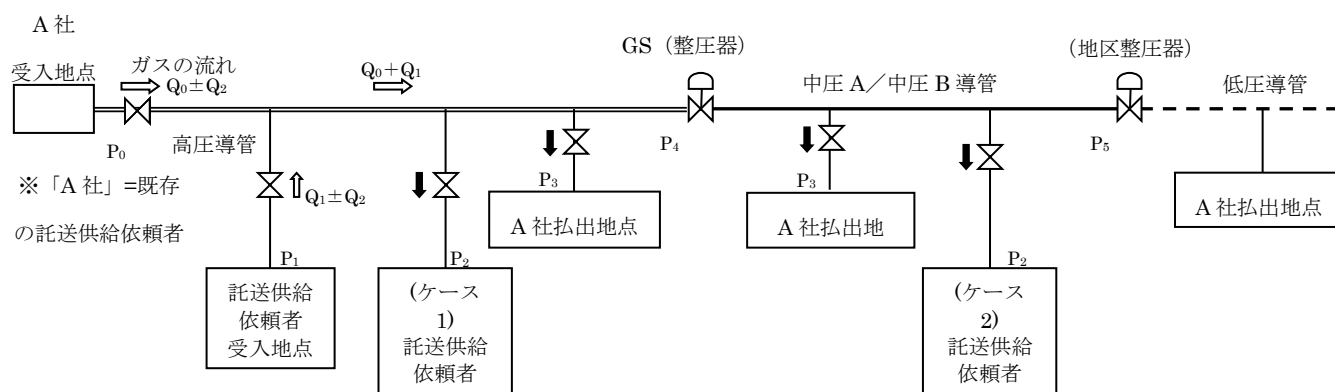 A 社
受入地点
ガスの流れ
Q₀±Q₂
Q₀+Q₁
GS（整圧器）
中圧 A／中圧 B 導管
（地区整圧器）
低圧導管
P₀
高圧導管
P₄
P₅
※「A 社」=既存
の託送供給依頼者
Q₁±Q₂
P₃
A 社払出地点
P₃
A 社払出地
A 社払出地点
P₁
託送供給
依頼者
受入地点
P₂
(ケース
1)
託送供給
依頼者
P₂
(ケース
2)
託送供給
依頼者